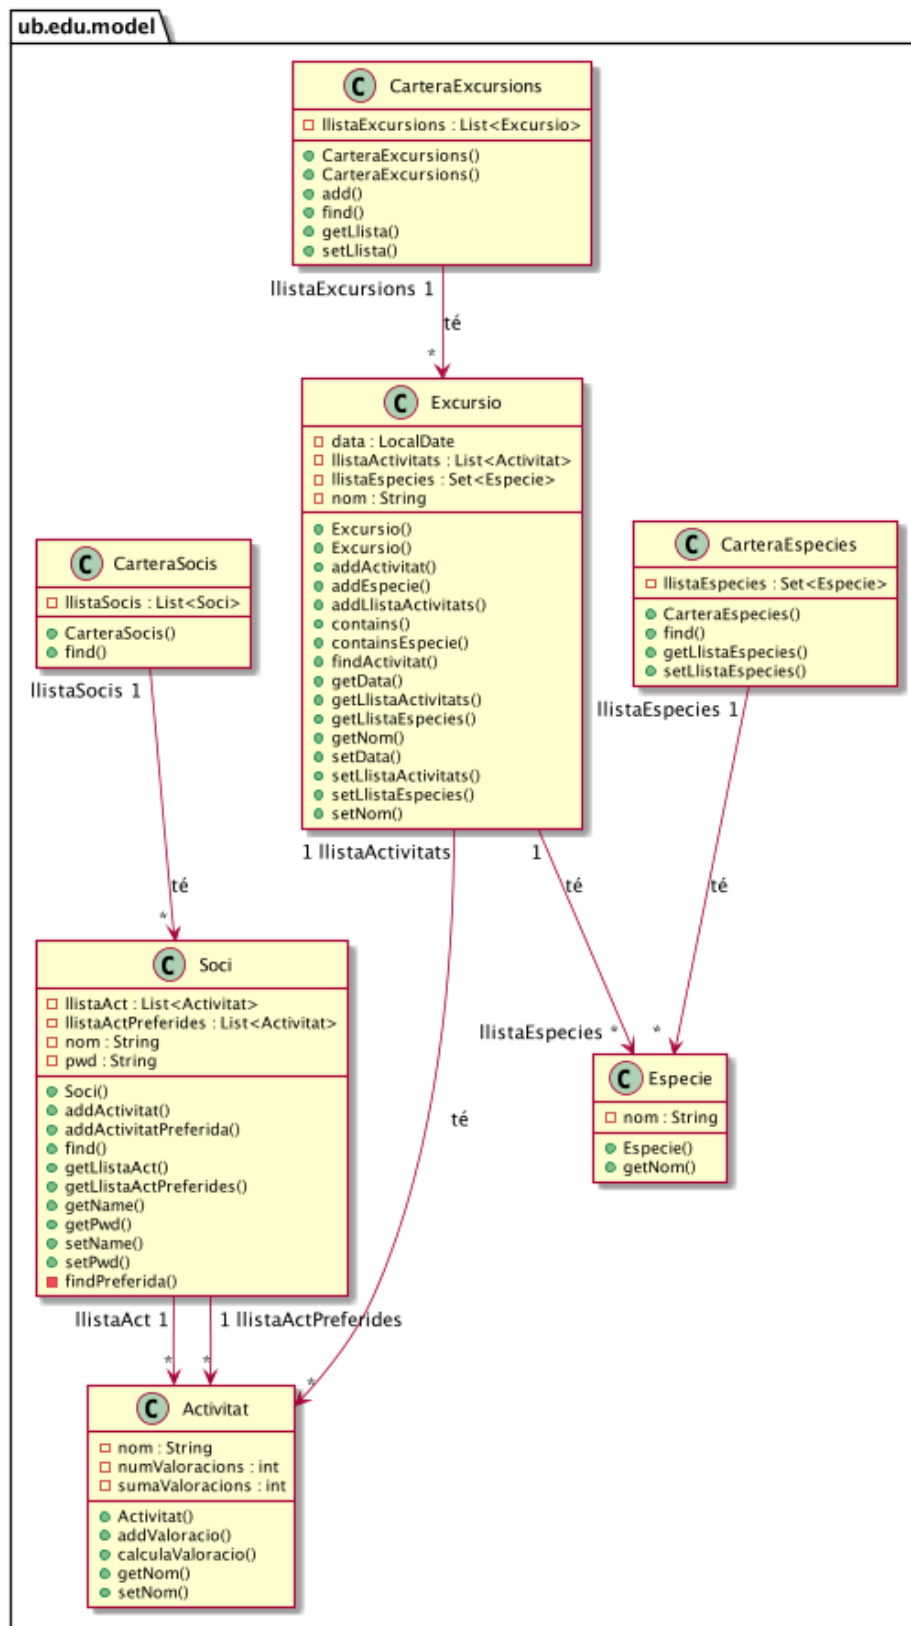 ub.edu.model
C CarteraExcursions
llistaExcursions : List<Excursio>
CarteraExcursions()
CarteraExcursions()
add()
find()
getLlista()
setLlista()
llistaExcursions 1
té
*
C Excursio
data : LocalDate
llistaActivitats : List<Activitat>
llistaEspecies : Set<Especie>
nom : String
Excursio()
Excursio()
addActivitat()
addEspecie()
addLlistaActivitats()
contains()
containsEspecie()
findActivitat()
getData()
getLlistaActivitats()
getLlistaEspecies()
getNom()
setData()
setLlistaActivitats()
setLlistaEspecies()
setNom()
C CarteraSocis
llistaSocis : List<Soci>
CarteraSocis()
find()
C CarteraEspecies
llistaEspecies : Set<Especie>
CarteraEspecies()
find()
getLlistaEspecies()
setLlistaEspecies()
llistaSocis 1
llistaEspecies 1
1 llistaActivitats
1
té
té
té
*
C Soci
llistaAct : List<Activitat>
llistaActPreferides : List<Activitat>
nom : String
pwd : String
Soci()
addActivitat()
addActivitatPreferida()
find()
getLlistaAct()
getLlistaActPreferides()
getName()
getPwd()
setName()
setPwd()
findPreferida()
llistaEspecies *
*
C Especie
nom : String
Especie()
getNom()
té
llistaAct 1
1 llistaActPreferides
*
*
*
C Activitat
nom : String
numValoracions : int
sumaValoracions : int
Activitat()
addValoracio()
calculaValoracio()
getNom()
setNom()